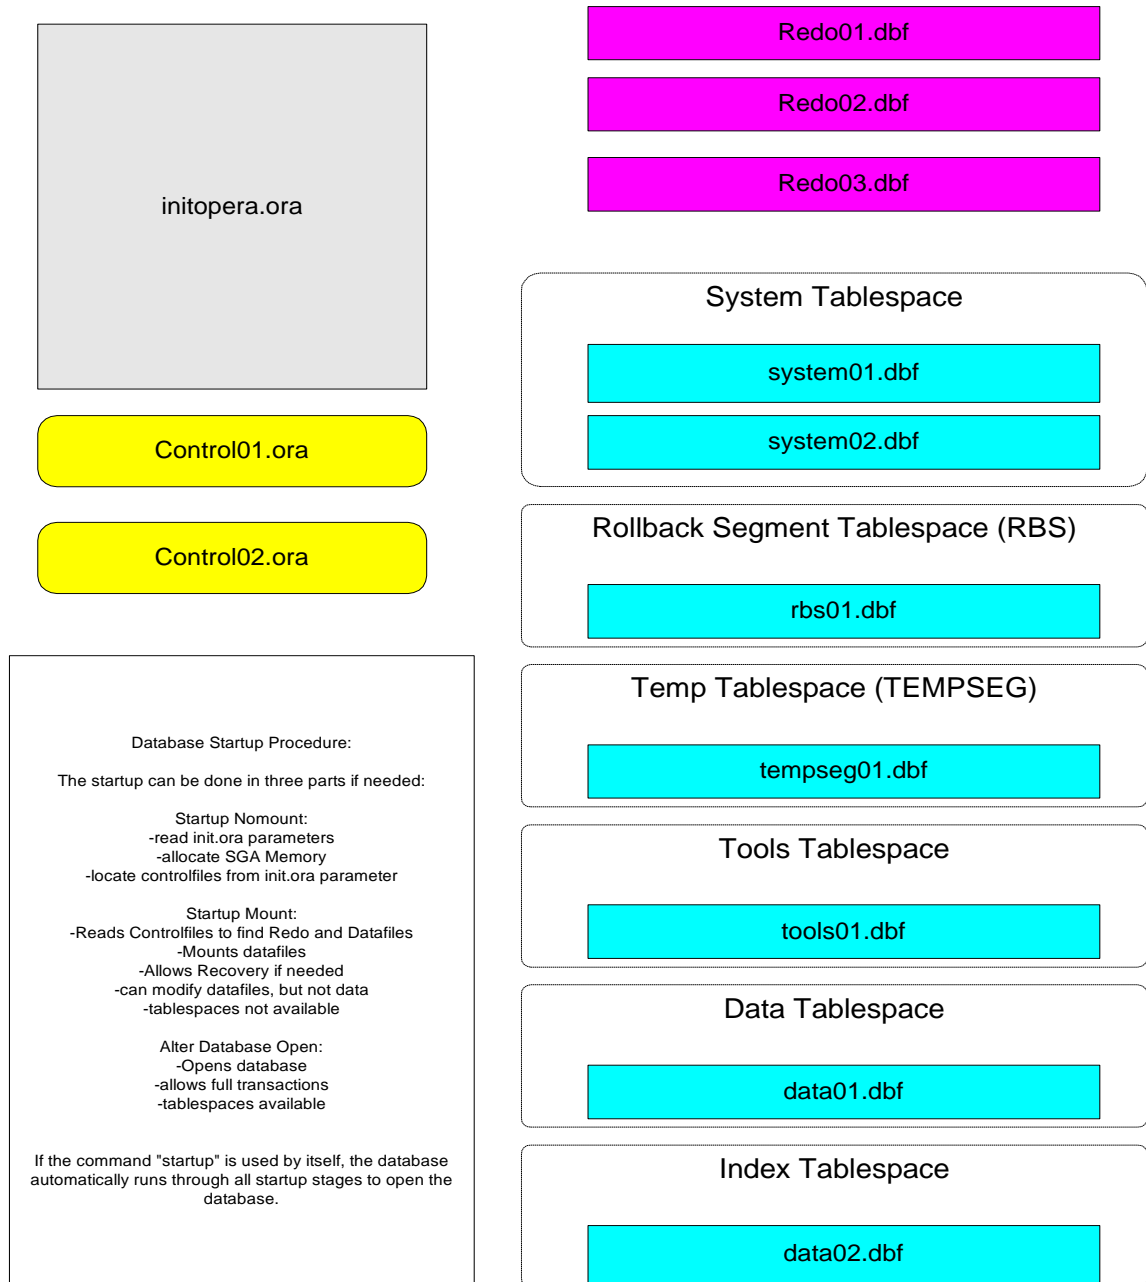 initopera.ora
Control01.ora
Control02.ora
Database Startup Procedure:
The startup can be done in three parts if needed:
Startup Nomount:
-read init.ora parameters
-allocate SGA Memory
-locate controlfiles from init.ora parameter
Startup Mount:
-Reads Controlfiles to find Redo and Datafiles
-Mounts datafiles
-Allows Recovery if needed
-can modify datafiles, but not data
-tablespaces not available
Alter Database Open:
-Opens database
-allows full transactions
-tablespaces available
If the command "startup" is used by itself, the database
automatically runs through all startup stages to open the
database.
Redo01.dbf
Redo02.dbf
Redo03.dbf
System Tablespace
system01.dbf
system02.dbf
Rollback Segment Tablespace (RBS)
rbs01.dbf
Temp Tablespace (TEMPSEG)
tempseg01.dbf
Tools Tablespace
tools01.dbf
Data Tablespace
data01.dbf
Index Tablespace
data02.dbf